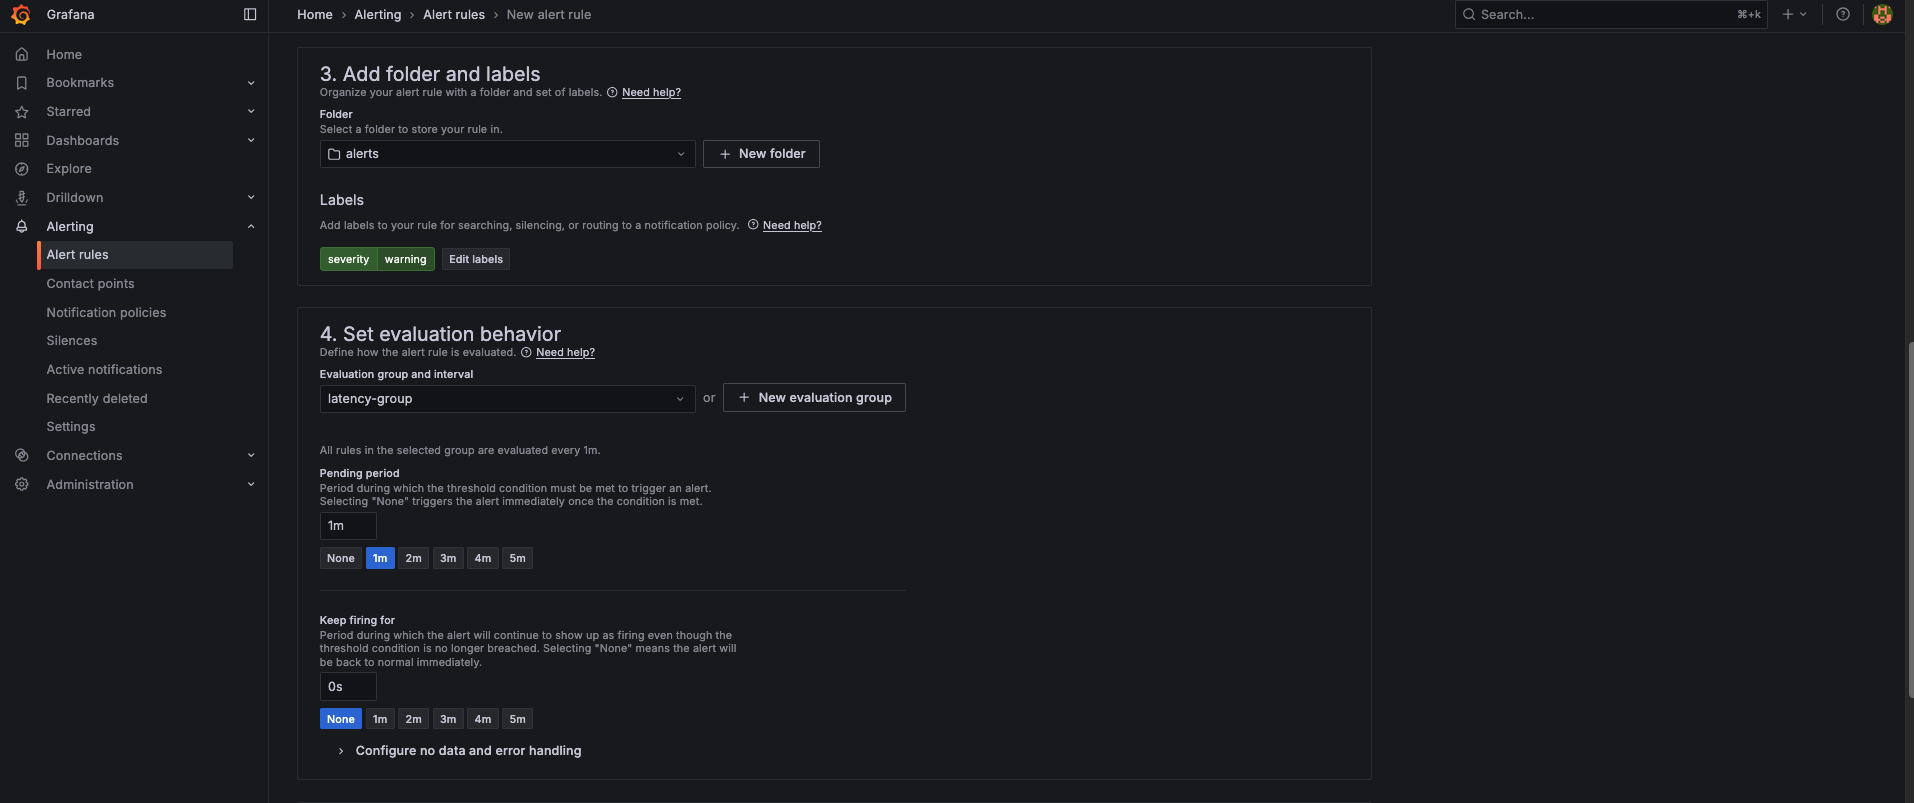 Grafana
Home › Alerting › Alert rules › New alert rule
Search...
⌘+k
Home
Bookmarks
Starred
Dashboards
Explore
Drilldown
Alerting
Alert rules
Contact points
Notification policies
Silences
Active notifications
Recently deleted
Settings
Connections
Administration
3. Add folder and labels
Organize your alert rule with a folder and set of labels. Need help?
Folder
Select a folder to store your rule in.
alerts
+ New folder
Labels
Add labels to your rule for searching, silencing, or routing to a notification policy. Need help?
severity warning Edit labels
4. Set evaluation behavior
Define how the alert rule is evaluated. Need help?
Evaluation group and interval
latency-group or + New evaluation group
All rules in the selected group are evaluated every 1m.
Pending period
Period during which the threshold condition must be met to trigger an alert.
Selecting "None" triggers the alert immediately once the condition is met.
1m
None 1m 2m 3m 4m 5m
Keep firing for
Period during which the alert will continue to show up as firing even though the
threshold condition is no longer breached. Selecting "None" means the alert will
be back to normal immediately.
0s
None 1m 2m 3m 4m 5m
Configure no data and error handling